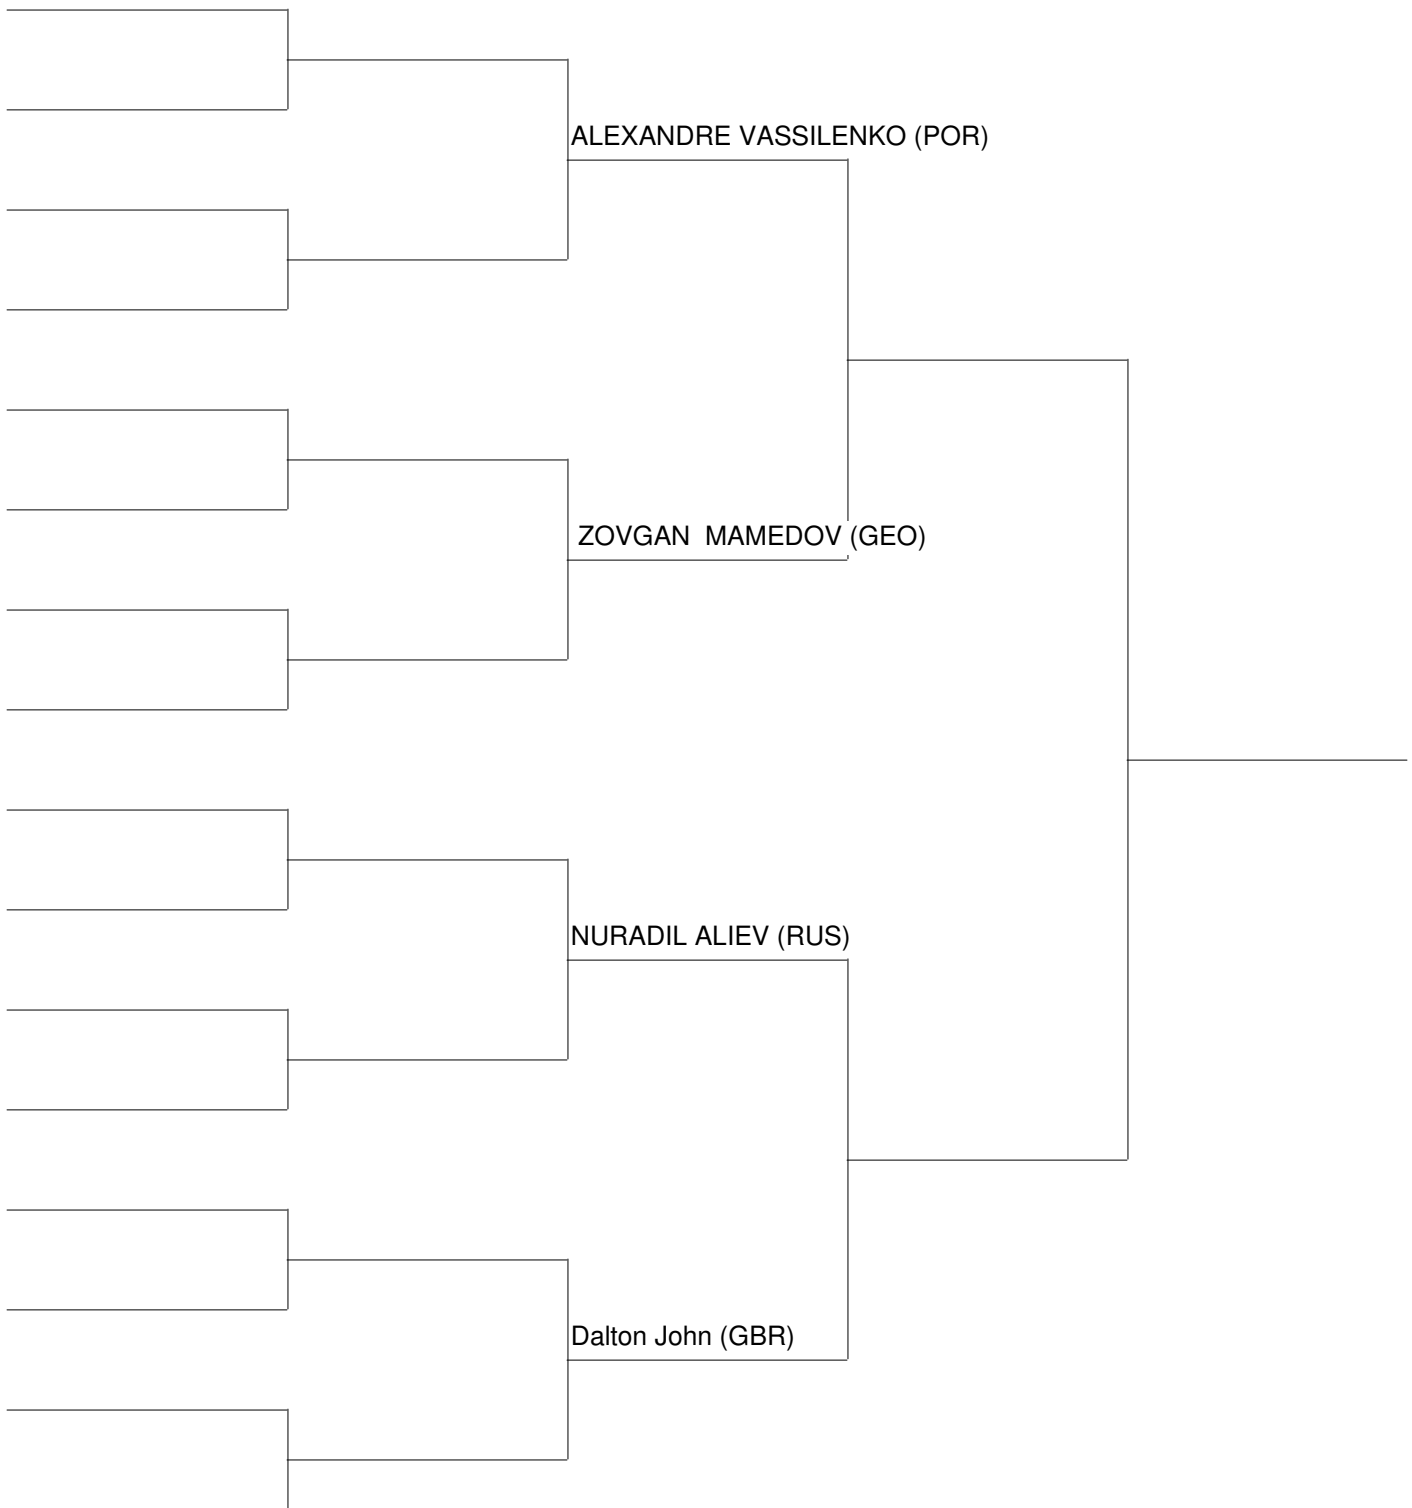 ALEXANDRE VASSILENKO (POR)
ZOVGAN  MAMEDOV (GEO)
NURADIL ALIEV (RUS)
Dalton John (GBR)